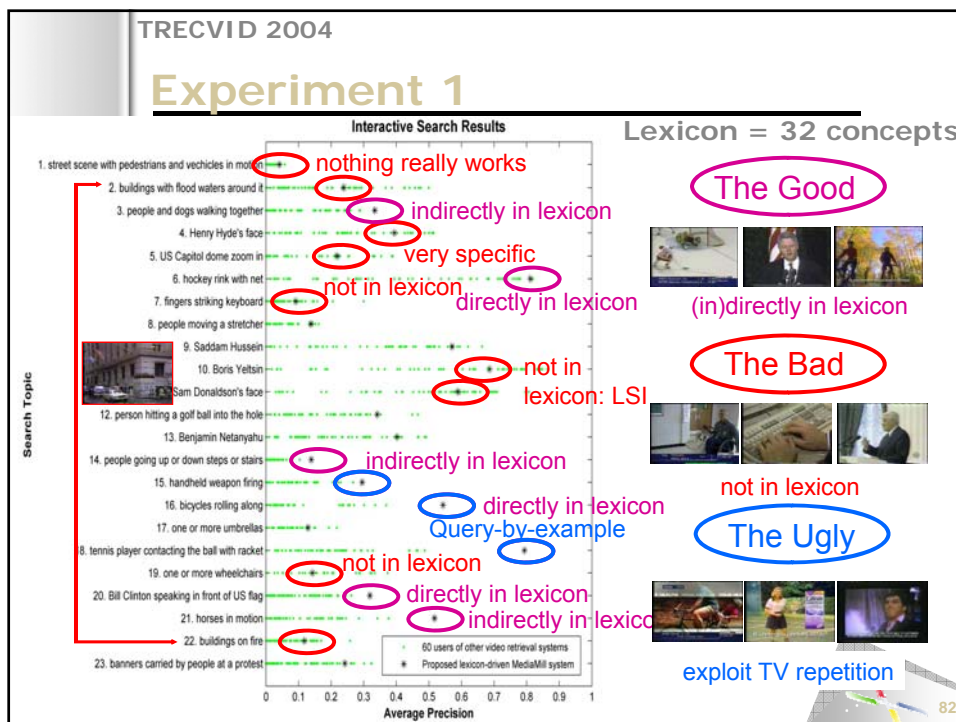 TRECVID 2004
Experiment 1
Interactive Search Results
Lexicon = 32 concepts
Search Topic
1. street scene with pedestrians and vechicles in motion
nothing really works
2. buildings with flood waters around it
3. people and dogs walking together
indirectly in lexicon
4. Henry Hyde's face
5. US Capitol dome zoom in
very specific
6. hockey rink with net
directly in lexicon
7. fingers striking keyboard
not in lexicon
8. people moving a stretcher
9. Saddam Hussein
10. Boris Yeltsin
not in
lexicon: LSI
Sam Donaldson's face
12. person hitting a golf ball into the hole
13. Benjamin Netanyahu
14. people going up or down steps or stairs
indirectly in lexicon
15. handheld weapon firing
16. bicycles rolling along
directly in lexicon
17. one or more umbrellas
Query-by-example
8. tennis player contacting the ball with racket
19. one or more wheelchairs
not in lexicon
20. Bill Clinton speaking in front of US flag
directly in lexicon
21. horses in motion
indirectly in lexico
22. buildings on fire
23. banners carried by people at a protest
60 users of other video retrieval systems
Proposed lexicon-driven MediaMill system
0 0.1 0.2 0.3 0.4 0.5 0.6 0.7 0.8 0.9 1
Average Precision
The Good
(in)directly in lexicon
The Bad
not in lexicon
The Ugly
exploit TV repetition
82